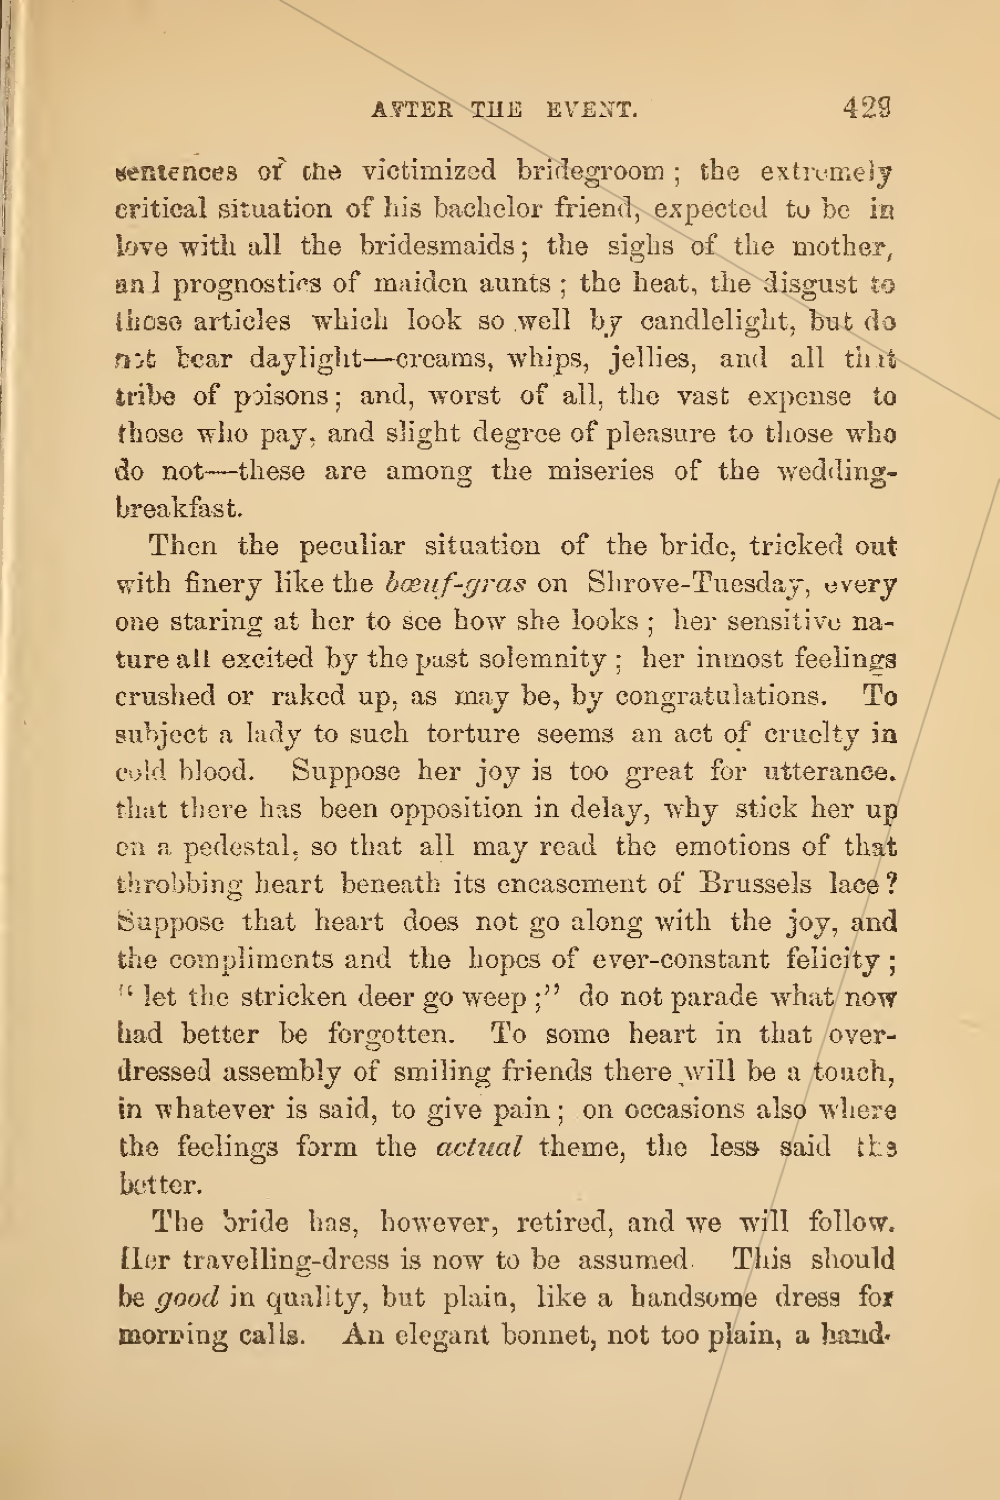 AFTER THE EVENT. 429
sentences of the victimized bridegroom ; the extremely
critical situation of his bachelor friend, expected to be in
love with all the bridesmaids ; the sighs of the mother,
and prognostics of maiden aunts ; the heat, the disgust to
those articles which look so well by candlelight, but do
not bear daylight—creams, whips, jellies, and all that
tribe of poisons ; and, worst of all, the vast expense to
those who pay, and slight degree of pleasure to those who
do not—these are among the miseries of the wedding-
breakfast.
Then the peculiar situation of the bride, tricked out
with finery like the bœuf-gras on Shrove-Tuesday, every
one staring at her to see how she looks ; her sensitive na-
ture all excited by the past solemnity ; her inmost feelings
crushed or raked up, as may be, by congratulations. To
subject a lady to such torture seems an act of cruelty in
cold blood. Suppose her joy is too great for utterance.
that there has been opposition in delay, why stick her up
on a pedestal, so that all may read the emotions of that
throbbing heart beneath its encasement of Brussels lace ?
Suppose that heart does not go along with the joy, and
the compliments and the hopes of ever-constant felicity ;
“ let the stricken deer go weep ;” do not parade what now
had better be forgotten. To some heart in that over-
dressed assembly of smiling friends there will be a touch,
in whatever is said, to give pain ; on occasions also where
the feelings form the actual theme, the less said the
better.
The bride has, however, retired, and we will follow.
Her travelling-dress is now to be assumed. This should
be good in quality, but plain, like a handsome dress for
morning calls. An elegant bonnet, not too plain, a hand-